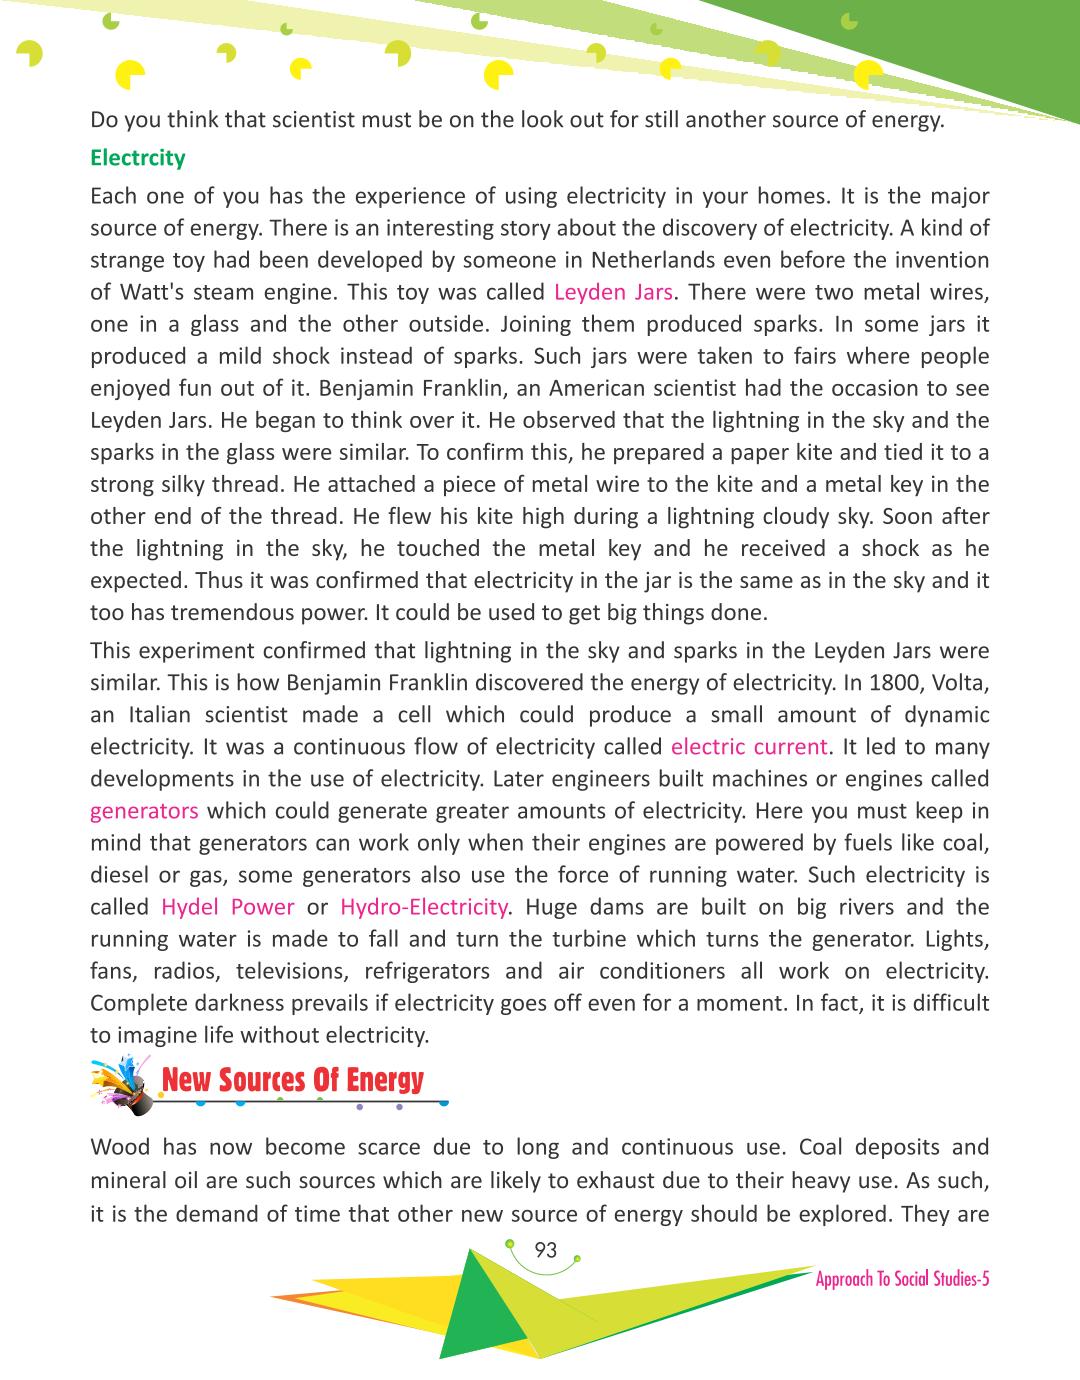 Do you think that scientist must be on the look out for still another source of energy.
Electrcity
Each one of you has the experience of using electricity in your homes. It is the major
source of energy. There is an interesting story about the discovery of electricity. A kind of
strange toy had been developed by someone in Netherlands even before the invention
of Watt's steam engine. This toy was called Leyden Jars. There were two metal wires,
one in a glass and the other outside. Joining them produced sparks. In some jars it
produced a mild shock instead of sparks. Such jars were taken to fairs where people
enjoyed fun out of it. Benjamin Franklin, an American scientist had the occasion to see
Leyden Jars. He began to think over it. He observed that the lightning in the sky and the
sparks in the glass were similar. To confirm this, he prepared a paper kite and tied it to a
strong silky thread. He attached a piece of metal wire to the kite and a metal key in the
other end of the thread. He flew his kite high during a lightning cloudy sky. Soon after
the lightning in the sky, he touched the metal key and he received a shock as he
expected. Thus it was confirmed that electricity in the jar is the same as in the sky and it
too has tremendous power. It could be used to get big things done.
This experiment confirmed that lightning in the sky and sparks in the Leyden Jars were
similar. This is how Benjamin Franklin discovered the energy of electricity. In 1800, Volta,
an Italian scientist made a cell which could produce a small amount of dynamic
electricity. It was a continuous flow of electricity called electric current. It led to many
developments in the use of electricity. Later engineers built machines or engines called
generators which could generate greater amounts of electricity. Here you must keep in
mind that generators can work only when their engines are powered by fuels like coal,
diesel or gas, some generators also use the force of running water. Such electricity is
called Hydel Power or Hydro-Electricity. Huge dams are built on big rivers and the
running water is made to fall and turn the turbine which turns the generator. Lights,
fans, radios, televisions, refrigerators and air conditioners all work on electricity.
Complete darkness prevails if electricity goes off even for a moment. In fact, it is difficult
to imagine life without electricity.
New Sources Of Energy
Wood has now become scarce due to long and continuous use. Coal deposits and
mineral oil are such sources which are likely to exhaust due to their heavy use. As such,
it is the demand of time that other new source of energy should be explored. They are
93
Approach To Social Studies-5